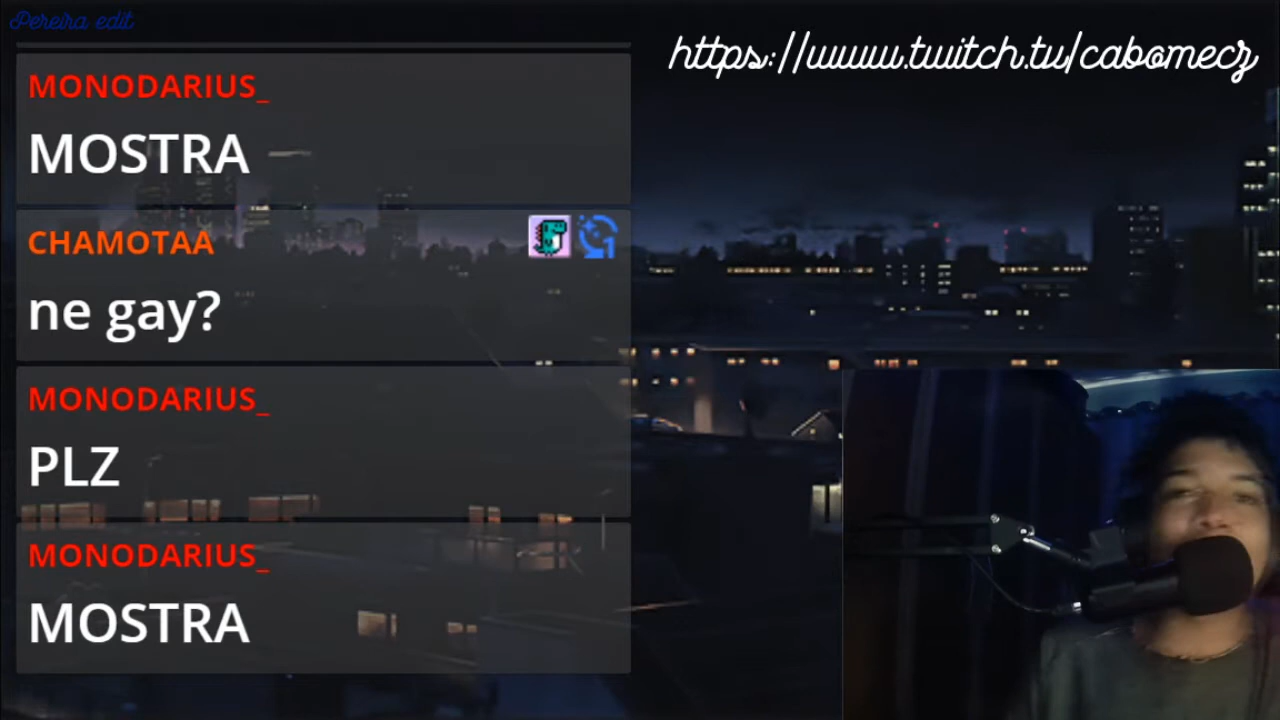 Pereira edit
https://www.twitch.tv/cabomecz
MONODARIUS_
MOSTRA
CHAMOTAA
ne gay?
MONODARIUS_
PLZ
MONODARIUS_
MOSTRA